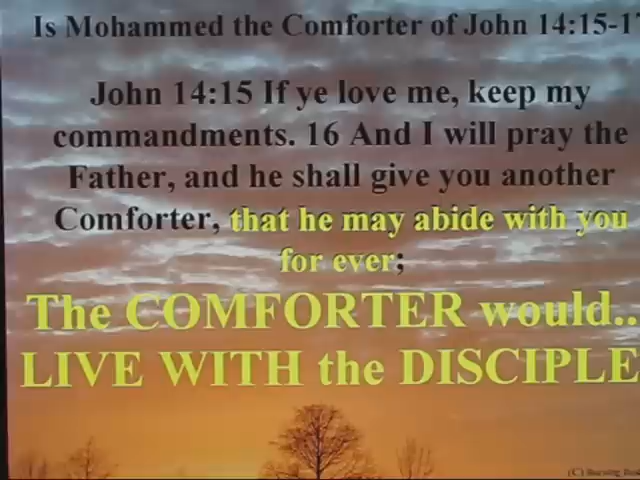 Is Mohammed the Comforter of John 14:15-17
John 14:15 If ye love me, keep my
commandments. 16 And I will pray the
Father, and he shall give you another
Comforter, that he may abide with you
for ever;
The COMFORTER would..
LIVE WITH the DISCIPLE
(C) Burning